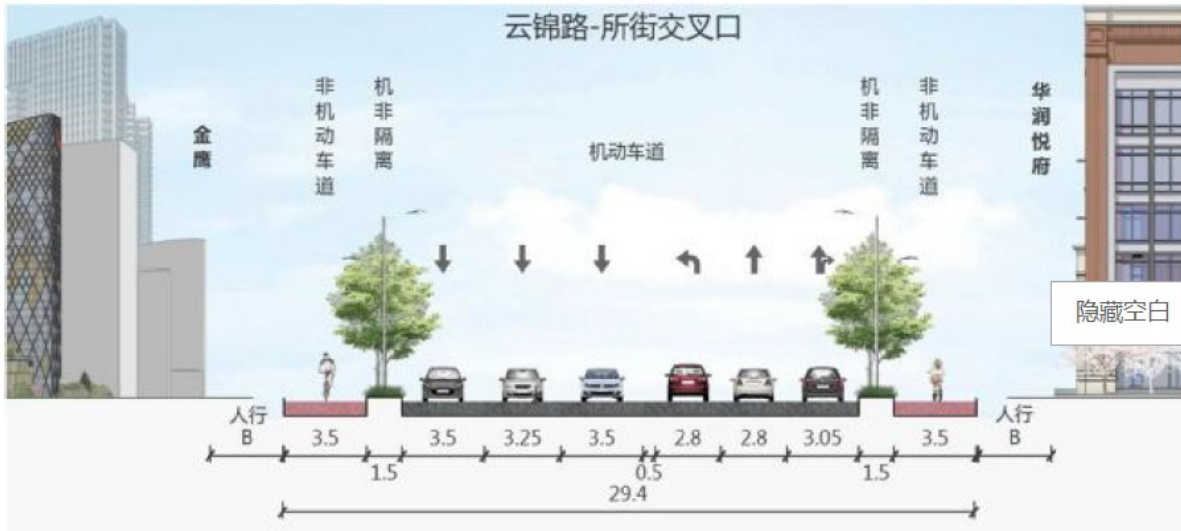 云锦路-所街交叉口
金鹰
非机动车道
机非隔离
机动车道
机非隔离
非机动车道
华润悦府
隐藏空白
人行
B
3.5
3.5
3.25
3.5
2.8
2.8
3.05
3.5
人行
B
1.5
0.5
1.5
29.4